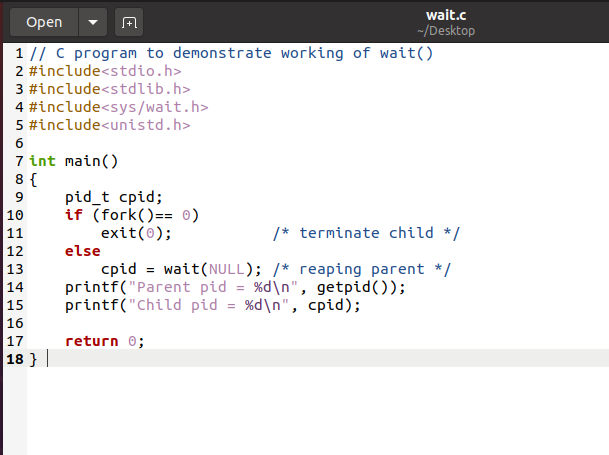 Open
wait.c
~/Desktop
1 // C program to demonstrate working of wait()
2 #include<stdio.h>
3 #include<stdlib.h>
4 #include<sys/wait.h>
5 #include<unistd.h>
6
7 int main()
8 {
9     pid_t cpid;
10     if (fork()== 0)
11         exit(0);           /* terminate child */
12     else
13         cpid = wait(NULL); /* reaping parent */
14     printf("Parent pid = %d\n", getpid());
15     printf("Child pid = %d\n", cpid);
16
17     return 0;
18 }